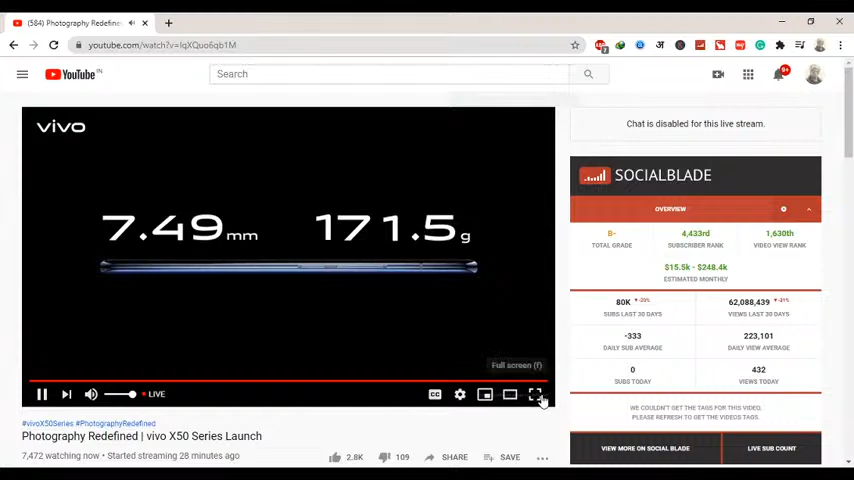 (584) Photography Redefine
youtube.com/watch?v=IqXQuo6qb1M
YouTube IN
Search
9+
vivo
7.49mm 171.5g
Full screen (f)
CC
LIVE
#vivoX50Series #PhotographyRedefined
Photography Redefined | vivo X50 Series Launch
7,472 watching now • Started streaming 28 minutes ago
2.8K 109 SHARE SAVE
Chat is disabled for this live stream.
SOCIALBLADE
OVERVIEW
B- 4,433rd 1,630th
TOTAL GRADE SUBSCRIBER RANK VIDEO VIEW RANK
$15.5k - $248.4k
ESTIMATED MONTHLY
80K 62,088,439
SUBS LAST 30 DAYS VIEWS LAST 30 DAYS
-333 223,101
DAILY SUB AVERAGE DAILY VIEW AVERAGE
0 432
SUBS TODAY VIEWS TODAY
WE COULDN'T GET THE TAGS FOR THIS VIDEO,
PLEASE REFRESH TO GET THE VIDEOS TAGS.
VIEW MORE ON SOCIAL BLADE LIVE SUB COUNT